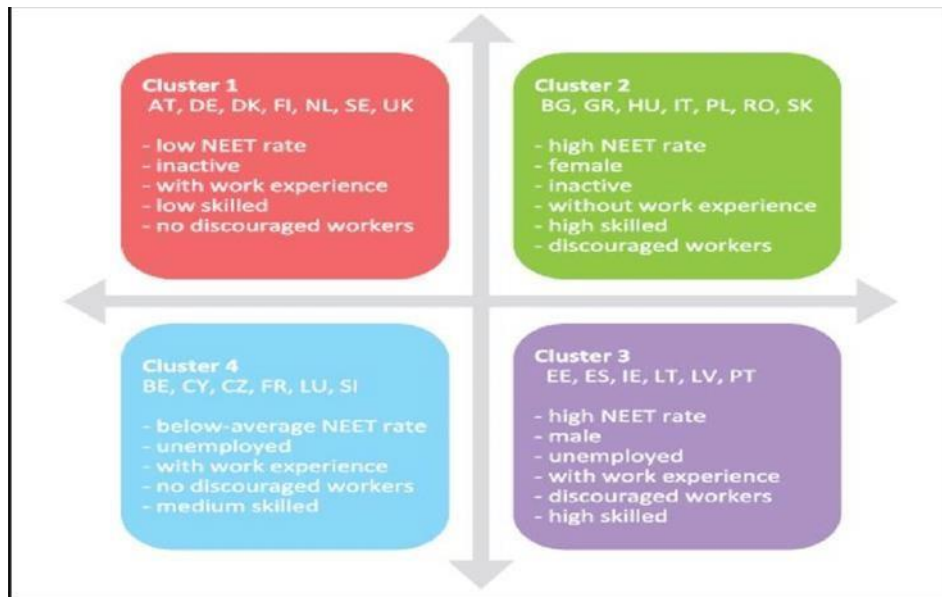 Cluster 1
AT, DE, DK, FI, NL, SE, UK
- low NEET rate
- inactive
- with work experience
- low skilled
- no discouraged workers
Cluster 2
BG, GR, HU, IT, PL, RO, SK
- high NEET rate
- female
- inactive
- without work experience
- high skilled
- discouraged workers
Cluster 4
BE, CY, CZ, FR, LU, SI
- below-average NEET rate
- unemployed
- with work experience
- no discouraged workers
- medium skilled
Cluster 3
EE, ES, IE, LT, LV, PT
- high NEET rate
- male
- unemployed
- with work experience
- discouraged workers
- high skilled